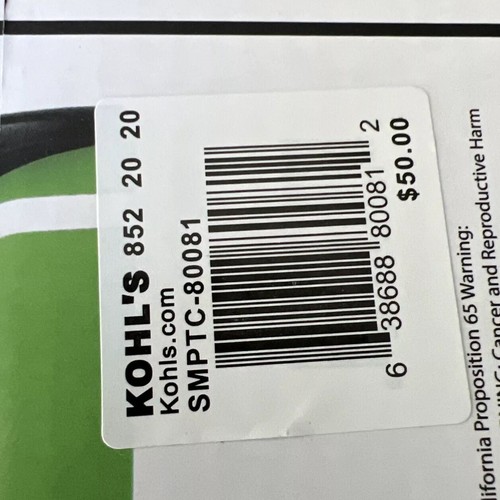 KOHL'S 852 20 20
Kohls.com
SMPTC-80081
6 38688 80081 2
$50.00
lifornia Proposition 65 Warning:
Cancer and Reproductive Harm